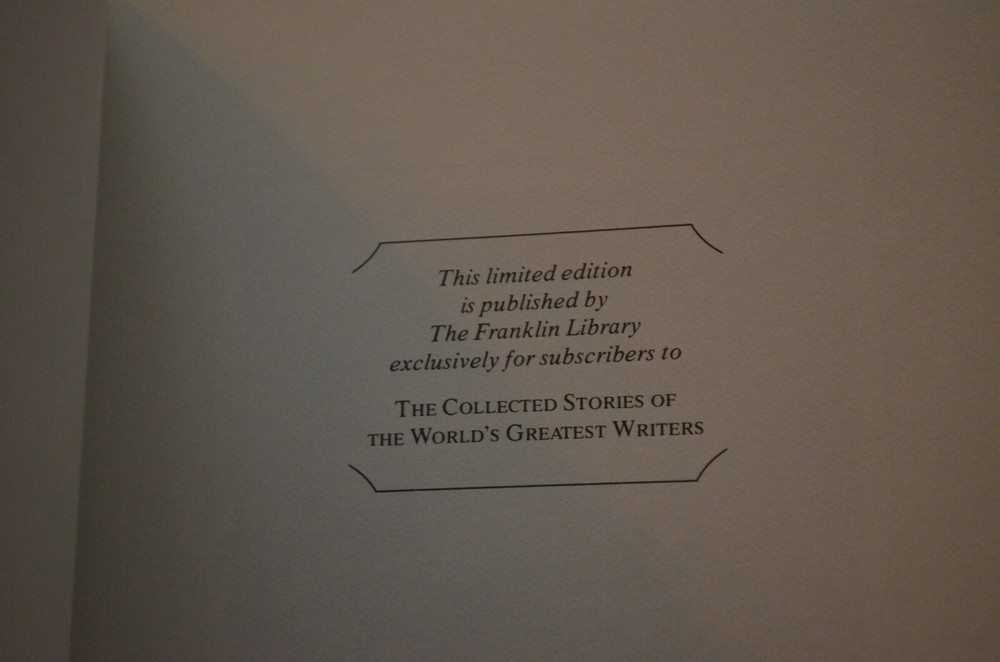 This limited edition
is published by
The Franklin Library
exclusively for subscribers to
THE COLLECTED STORIES OF
THE WORLD'S GREATEST WRITERS